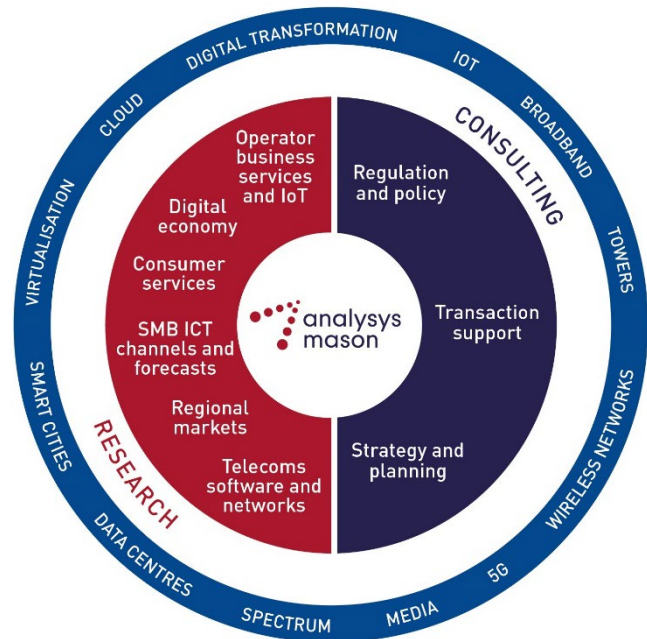 DIGITAL TRANSFORMATION
IOT
BROADBAND
TOWERS
WIRELESS NETWORKS
5G
MEDIA
SPECTRUM
DATA CENTRES
SMART CITIES
VIRTUALISATION
CLOUD
CONSULTING
RESEARCH
Operator
business
services
and IoT
Digital
economy
Consumer
services
SMB ICT
channels and
forecasts
Regional
markets
Telecoms
software and
networks
Regulation
and policy
Transaction
support
Strategy and
planning
analysys
mason